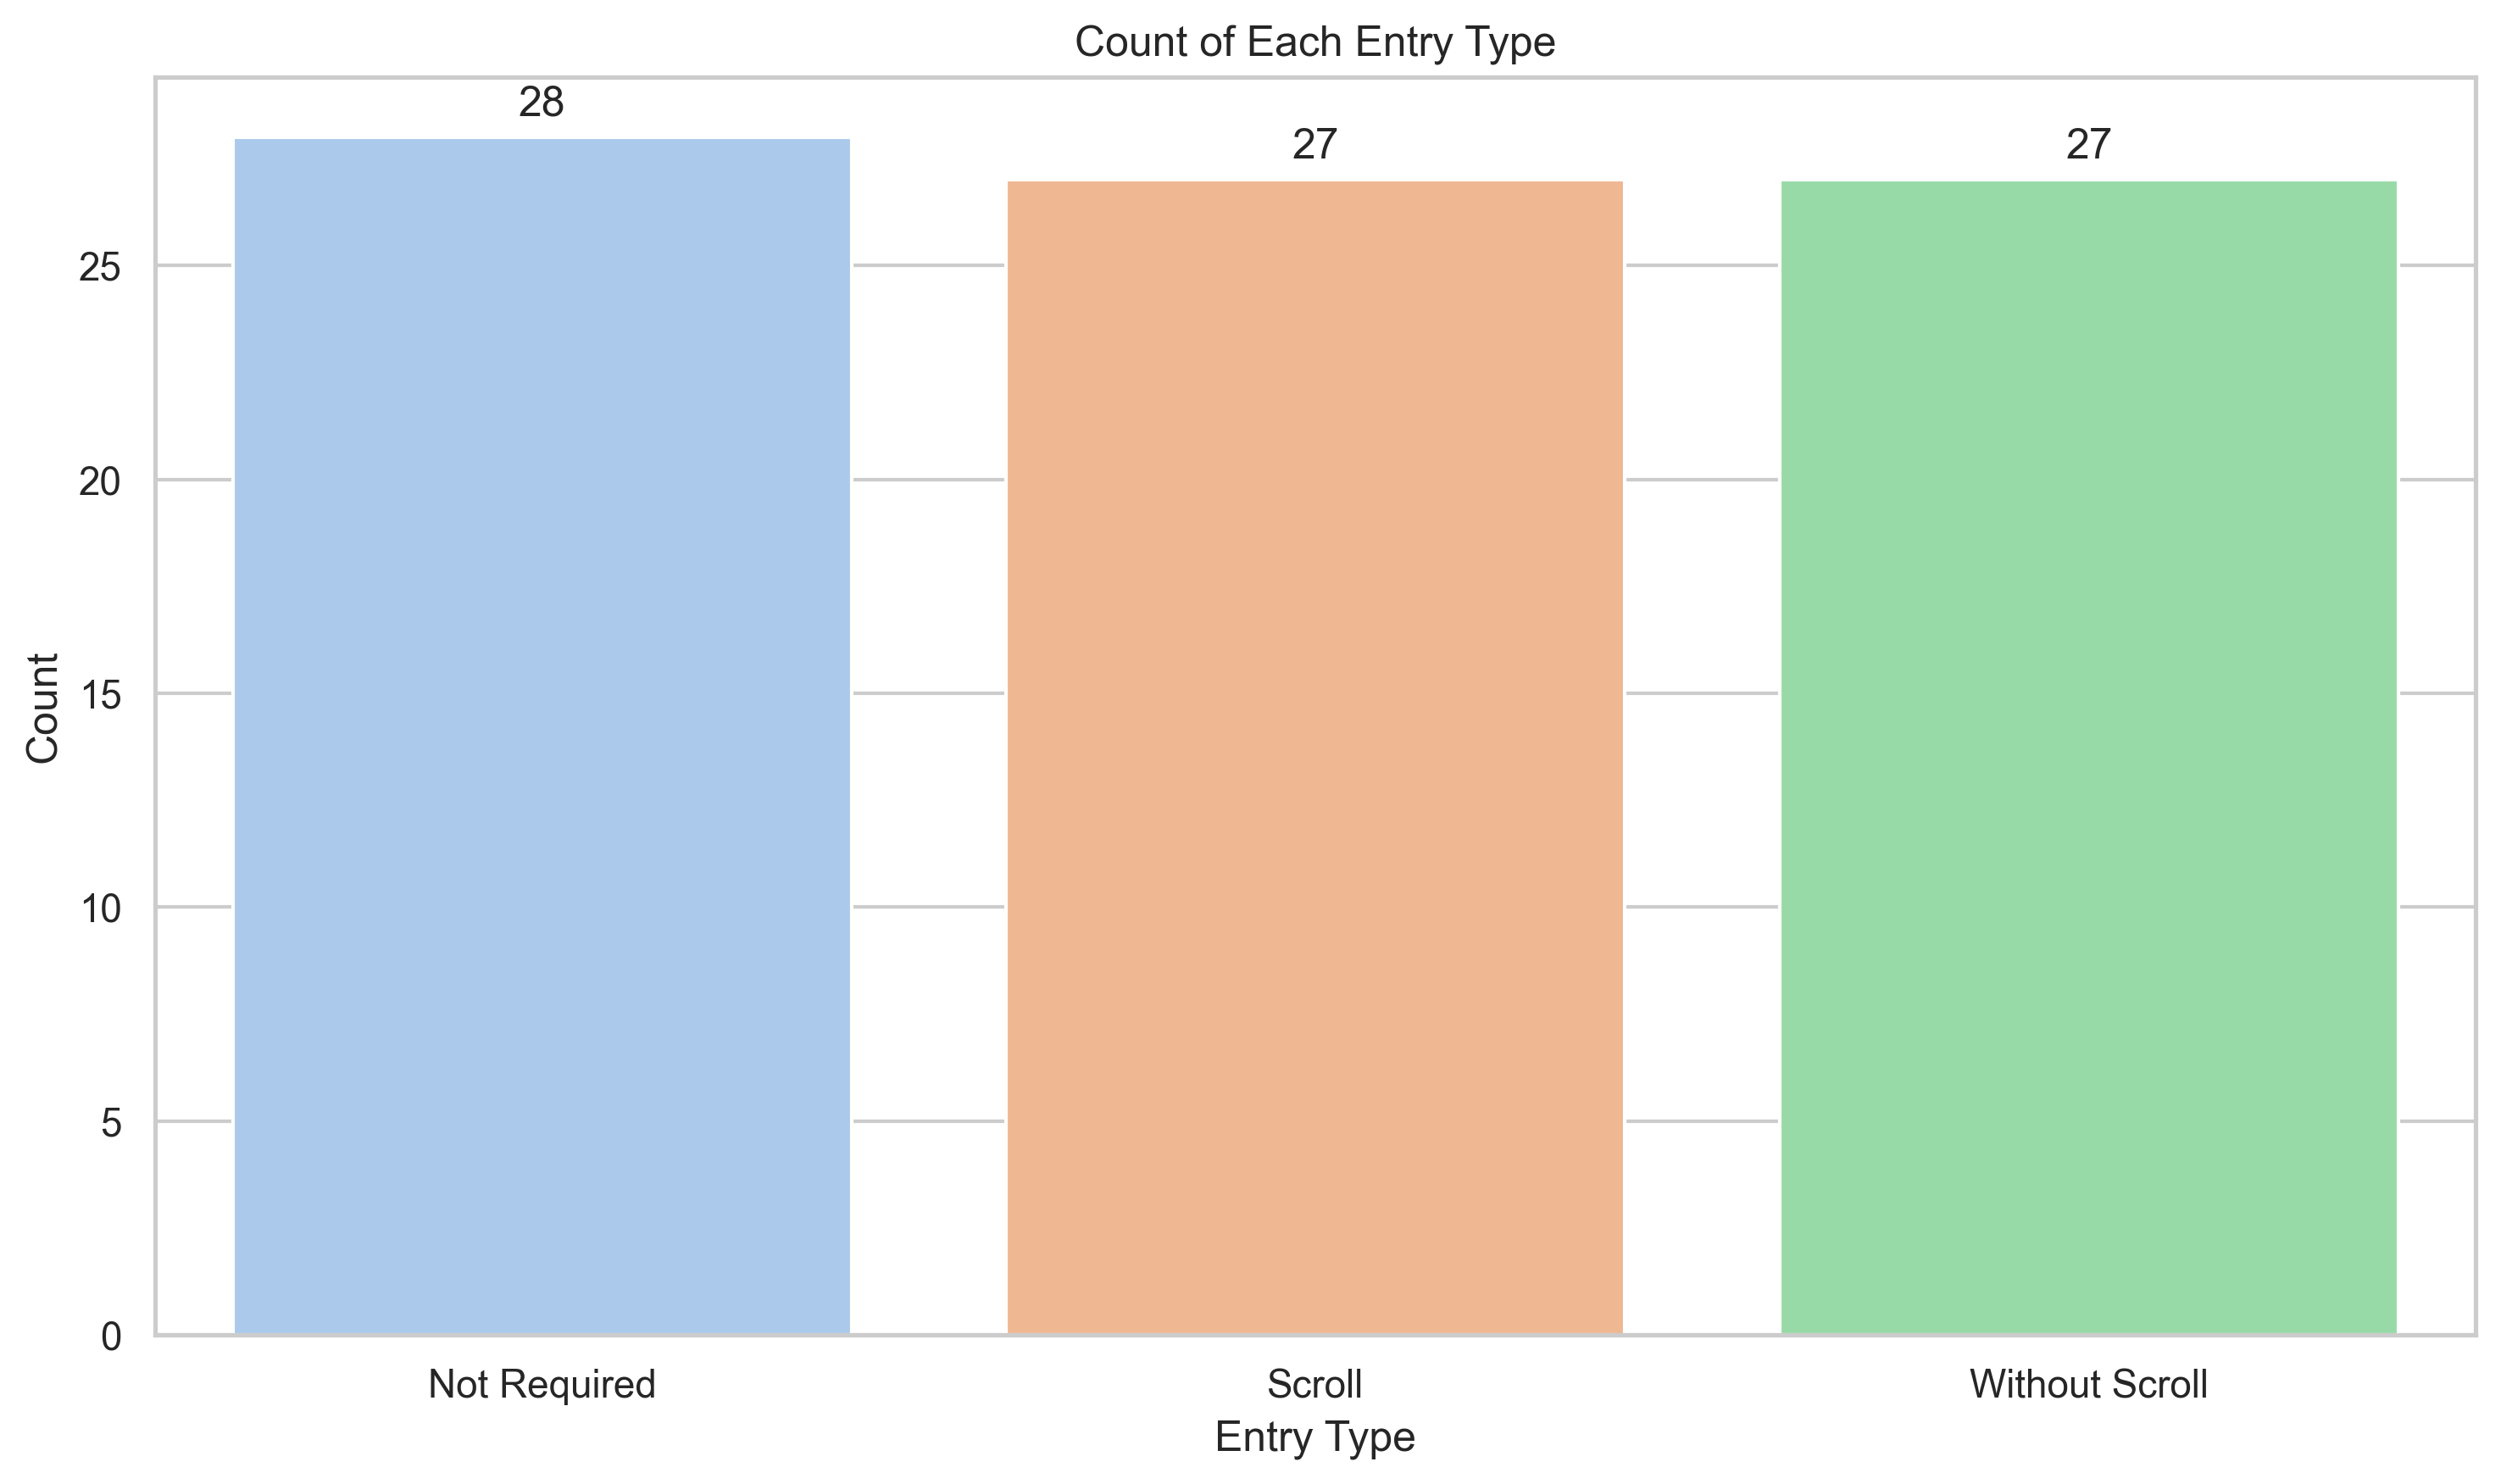 Count of Each Entry Type
28
27
27
25
20
15
10
5
0
Count
Not Required
Scroll
Without Scroll
Entry Type